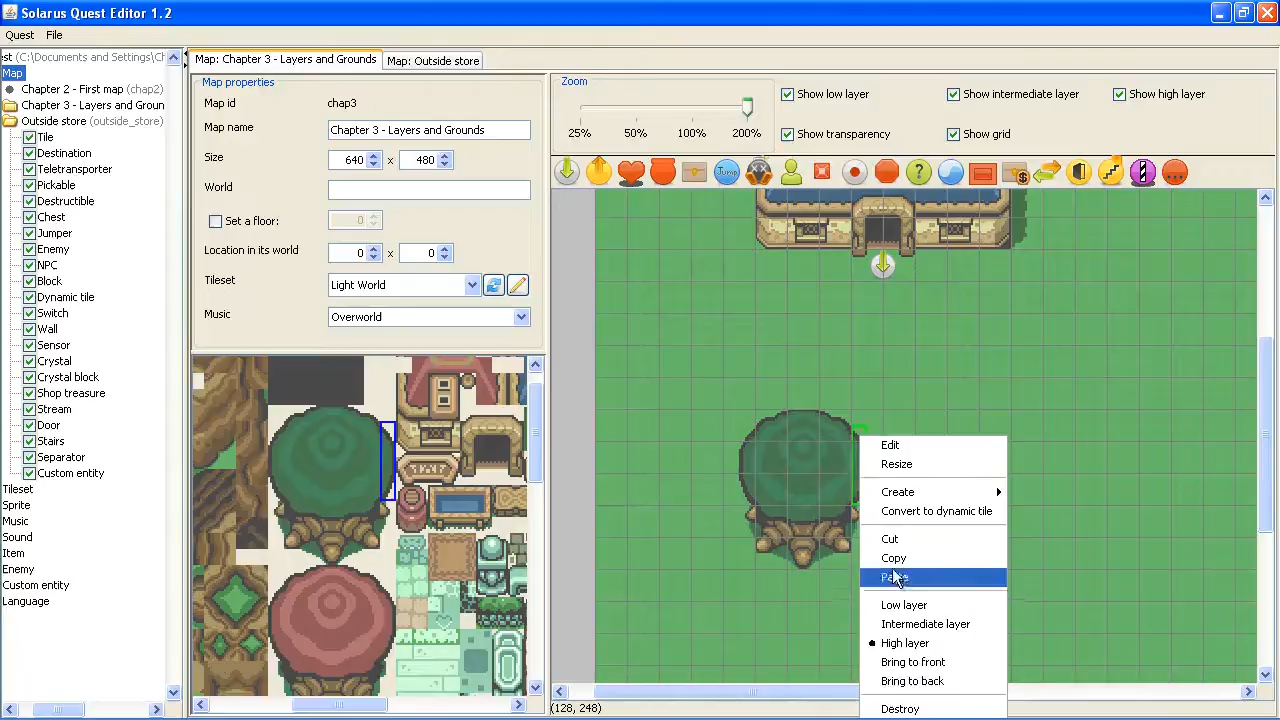 Solarus Quest Editor 1.2
Quest File
est (C:\Documents and Settings\Ch
Map
Chapter 2 - First map (chap2)
Chapter 3 - Layers and Groun
Outside store (outside_store)
Tile
Destination
Teletransporter
Pickable
Destructible
Chest
Jumper
Enemy
NPC
Block
Dynamic tile
Switch
Wall
Sensor
Crystal
Crystal block
Shop treasure
Stream
Door
Stairs
Separator
Custom entity
Tileset
Sprite
Music
Sound
Item
Enemy
Custom entity
Language
Map: Chapter 3 - Layers and Grounds Map: Outside store
Map properties
Map id chap3
Map name Chapter 3 - Layers and Grounds
Size 640 x 480
World
Set a floor: 0
Location in its world 0 x 0
Tileset Light World
Music Overworld
Zoom
25% 50% 100% 200%
Show low layer Show intermediate layer Show high layer
Show transparency Show grid
Jump
Edit
Resize
Create
Convert to dynamic tile
Cut
Copy
Low layer
Intermediate layer
High layer
Bring to front
Bring to back
Destroy
(128, 248)